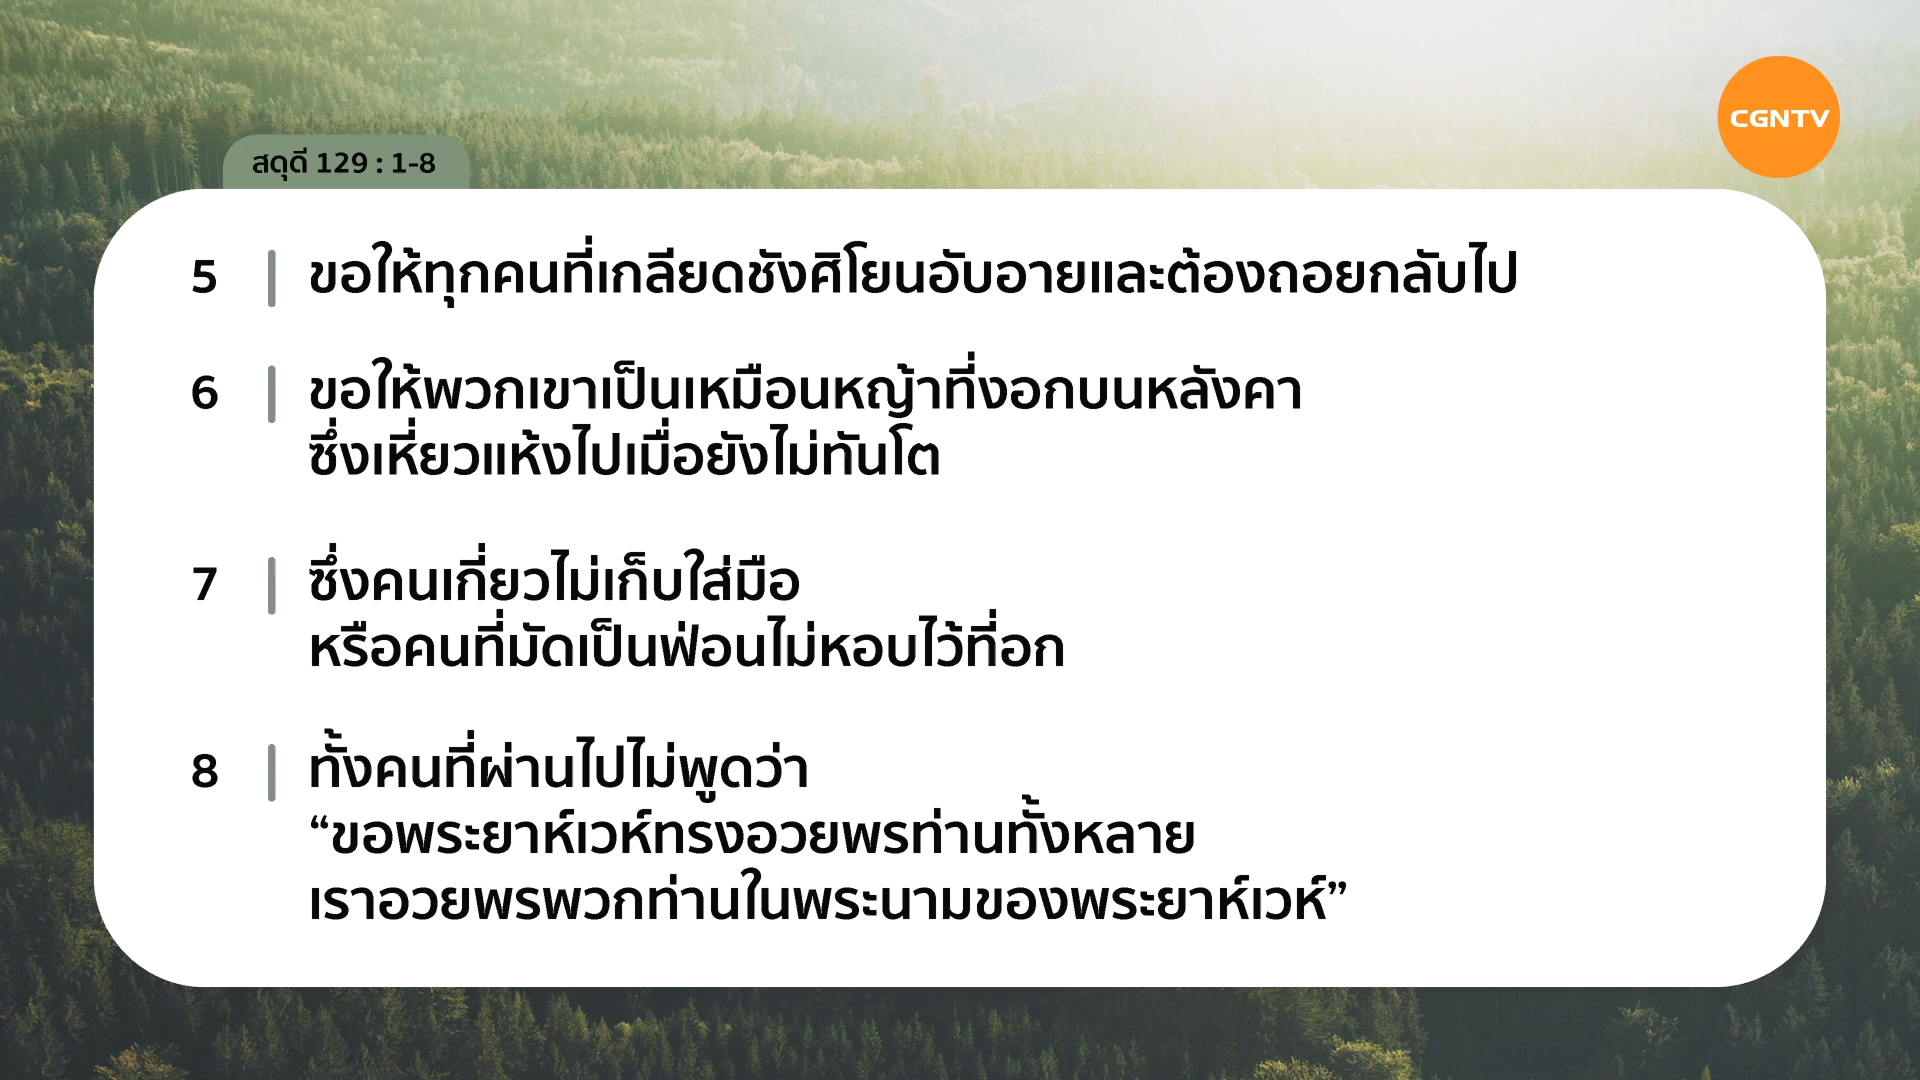 CGNTV
สดุดี 129 : 1-8
5 ขอให้ทุกคนที่เกลียดชังศิโยนอับอายและต้องถอยกลับไป
6 ขอให้พวกเขาเป็นเหมือนหญ้าที่งอกบนหลังคา
ซึ่งเหี่ยวแห้งไปเมื่อยังไม่ทันโต
7 ซึ่งคนเกี่ยวไม่เก็บใส่มือ
หรือคนที่มัดเป็นฟ่อนไม่หอบไว้ที่อก
8 ทั้งคนที่ผ่านไปไม่พูดว่า
“ขอพระยาห์เวห์ทรงอวยพรท่านทั้งหลาย
เราอวยพรพวกท่านในพระนามของพระยาห์เวห์”